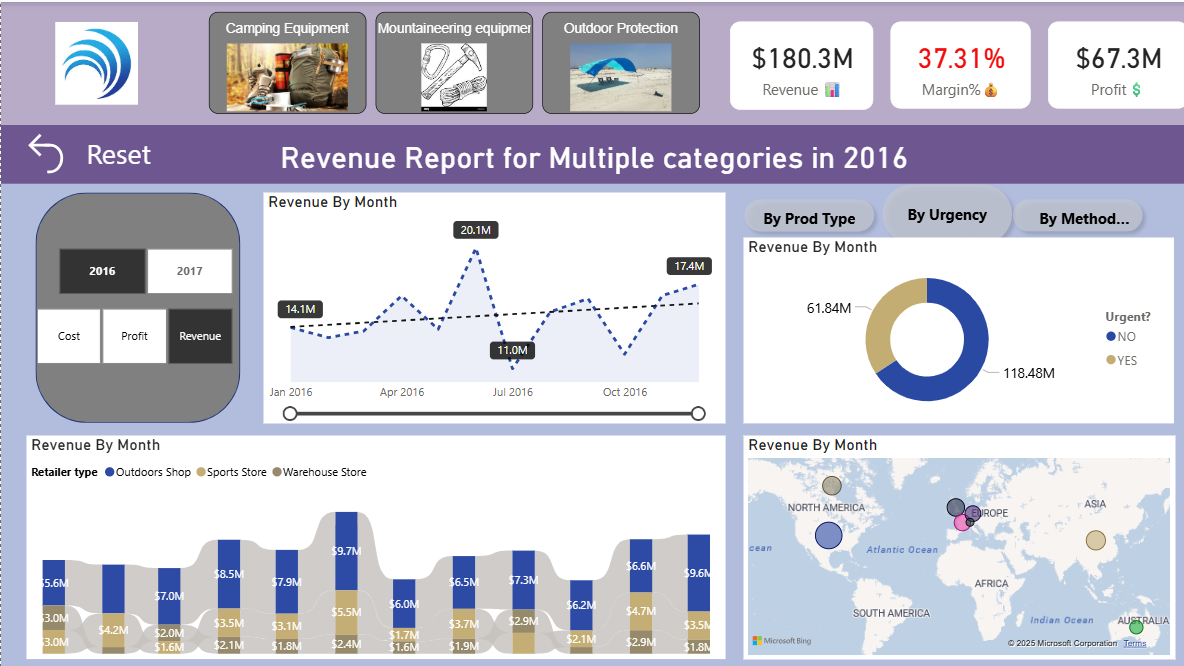 Camping Equipment
Mountaineering equipmer
Outdoor Protection
$180.3M
Revenue
37.31%
Margin%
$67.3M
Profit
Reset
Revenue Report for Multiple categories in 2016
2016
2017
Cost
Profit
Revenue
Revenue By Month
20.1M
17.4M
14.1M
11.0M
Jan 2016
Apr 2016
Jul 2016
Oct 2016
By Prod Type
By Urgency
By Method...
Revenue By Month
61.84M
118.48M
Urgent?
NO
YES
Revenue By Month
Retailer type Outdoors Shop Sports Store Warehouse Store
$5.6M
$3.0M
$3.0M
$4.2M
$7.0M
$2.0M
$1.6M
$8.5M
$3.5M
$2.1M
$7.9M
$3.1M
$1.8M
$9.7M
$5.5M
$2.4M
$6.0M
$1.7M
$1.6M
$6.5M
$3.7M
$1.9M
$7.3M
$2.9M
$6.2M
$2.1M
$6.6M
$4.7M
$2.9M
$9.6M
$3.5M
$1.8M
Revenue By Month
NORTH AMERICA
EUROPE
ASIA
cean
Atlantic Ocean
AFRICA
SOUTH AMERICA
Indian Ocean
AUSTRALIA
Microsoft Bing
© 2025 Microsoft Corporation Terms